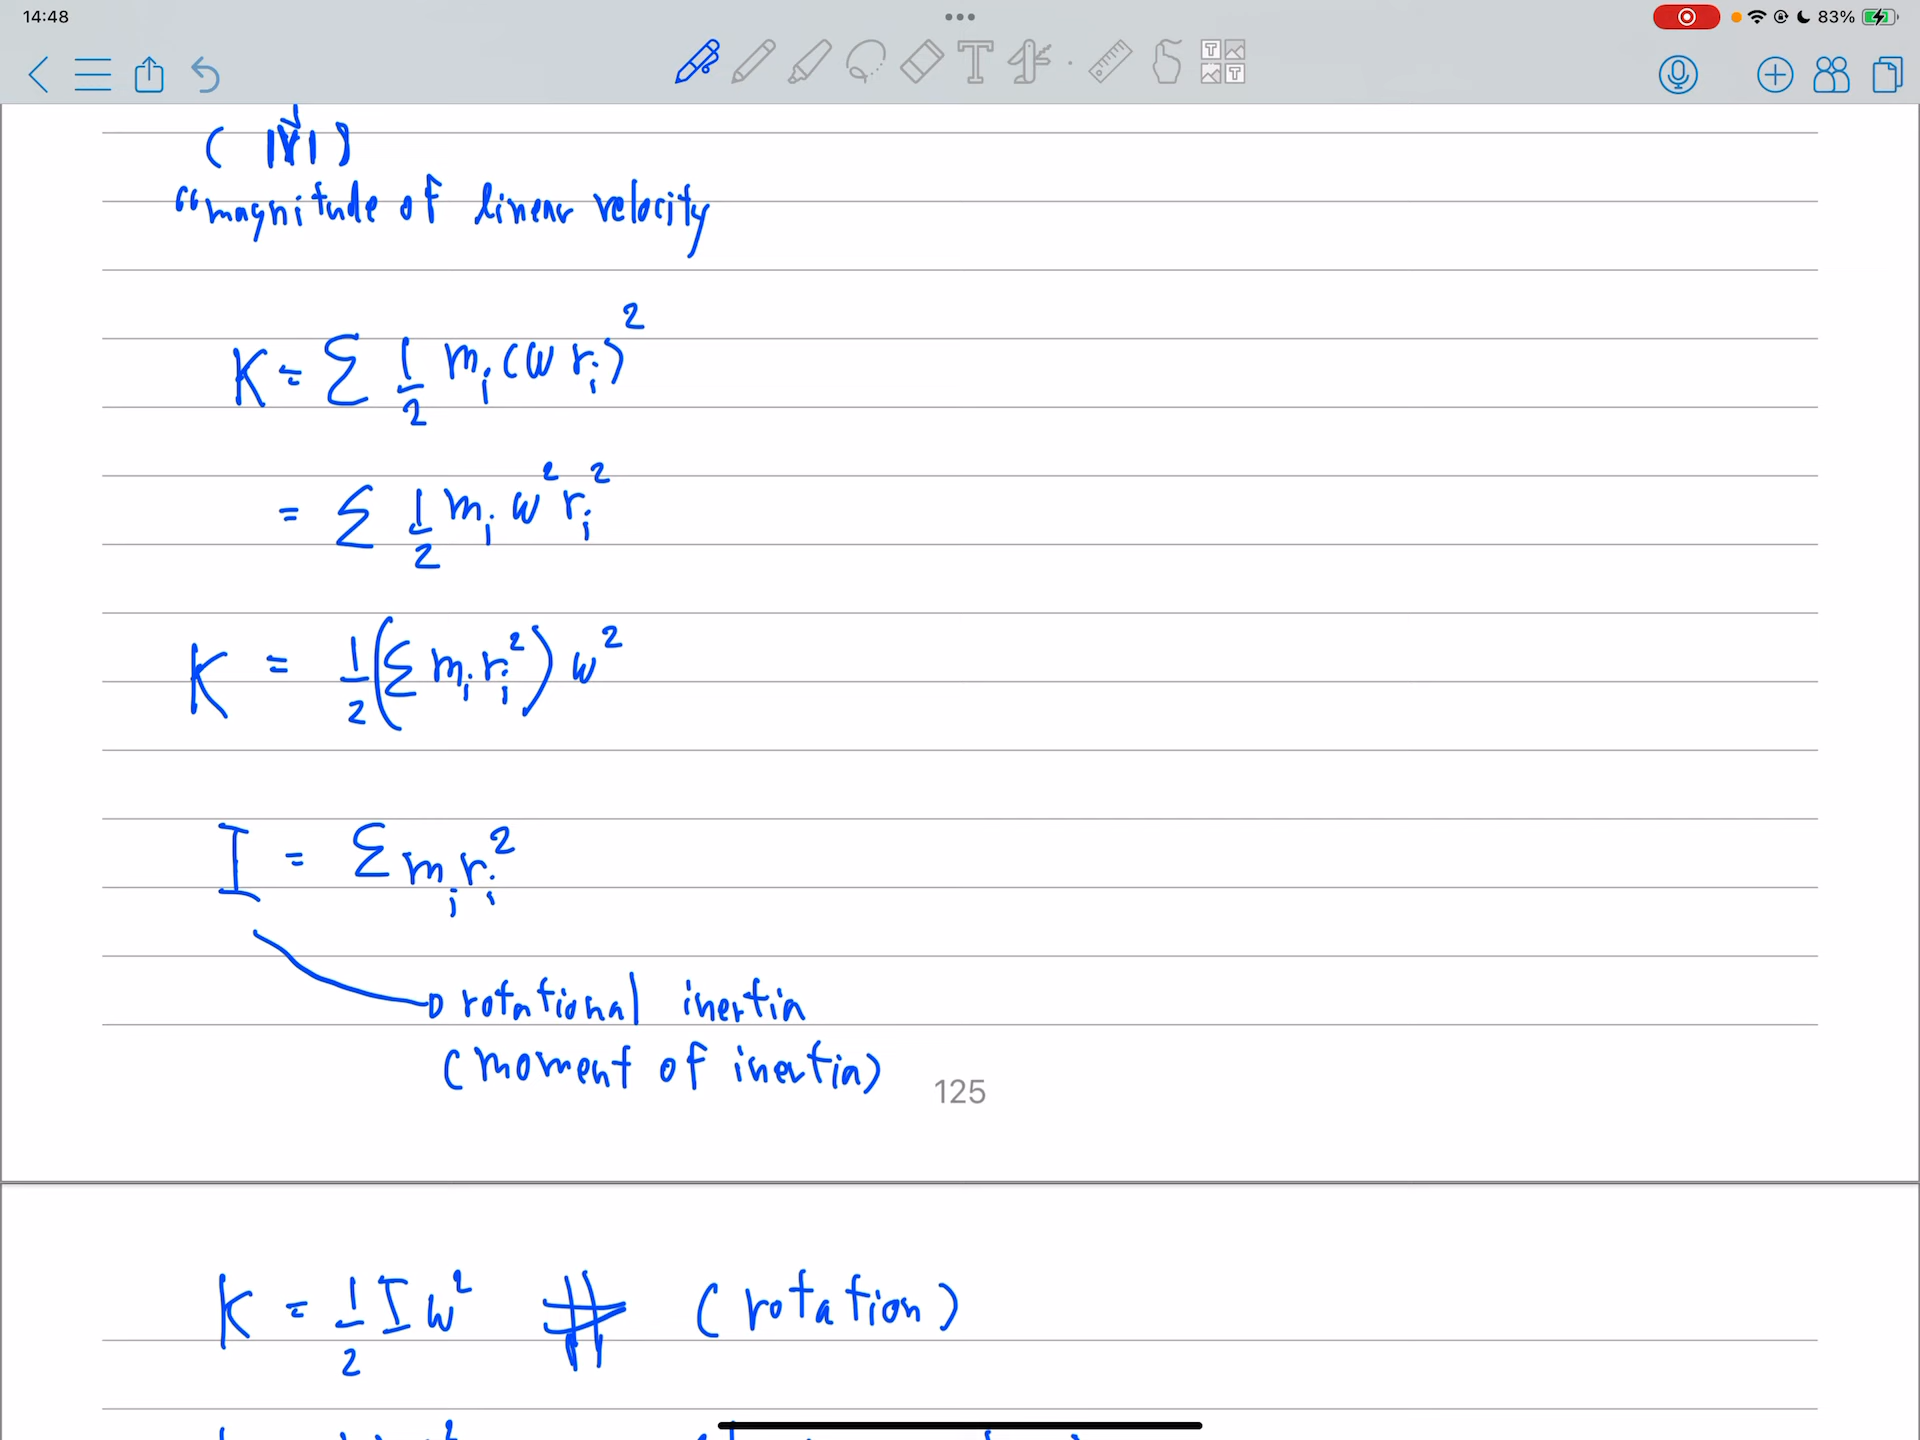 14:48
83%
( |v⃗| )
“magnitude of linear velocity
K = Σ 1/2 mᵢ (ω rᵢ)²
= Σ 1/2 mᵢ ω² rᵢ²
K = 1/2 (Σ mᵢ rᵢ²) ω²
I = Σ mᵢ rᵢ²
rotational inertia
(moment of inertia)
125
K = 1/2 I ω² # (rotation)